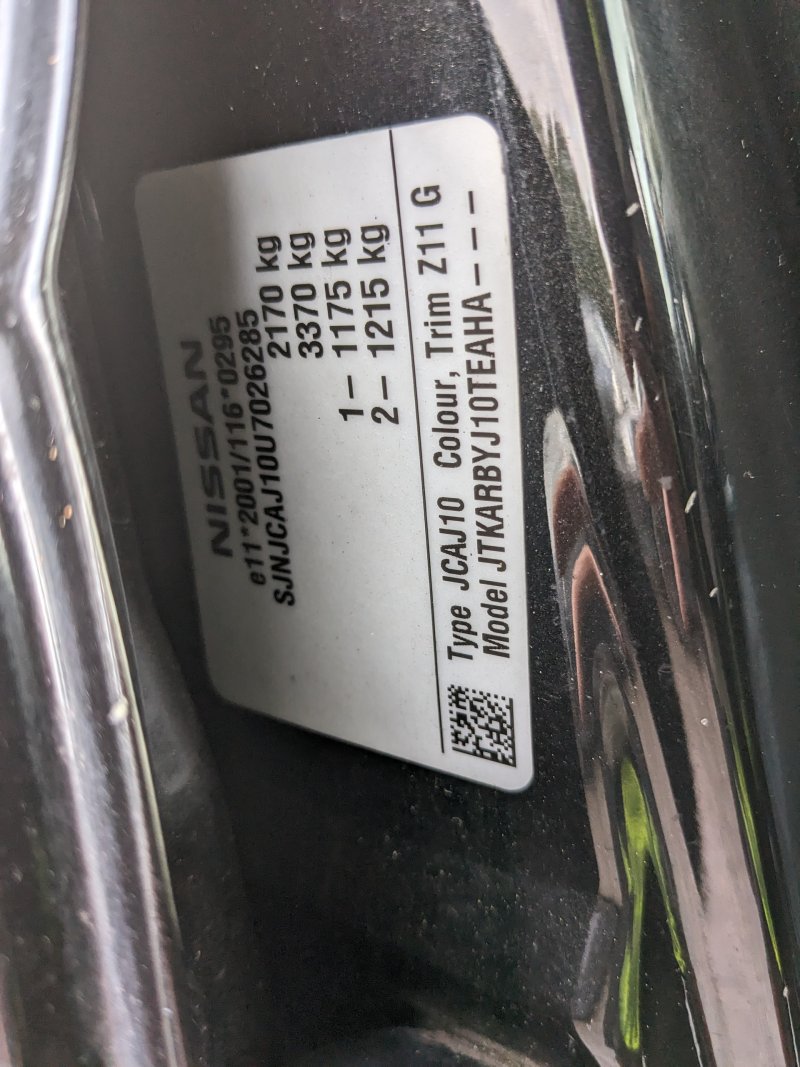 NISSAN
e11*2001/116*0295
SJNJCAJ10U7026285
2170 kg
3370 kg
1– 1175 kg
2– 1215 kg
Type JCAJ10 Colour, Trim Z11 G
Model JTKARBYJ10TEAHA– – –